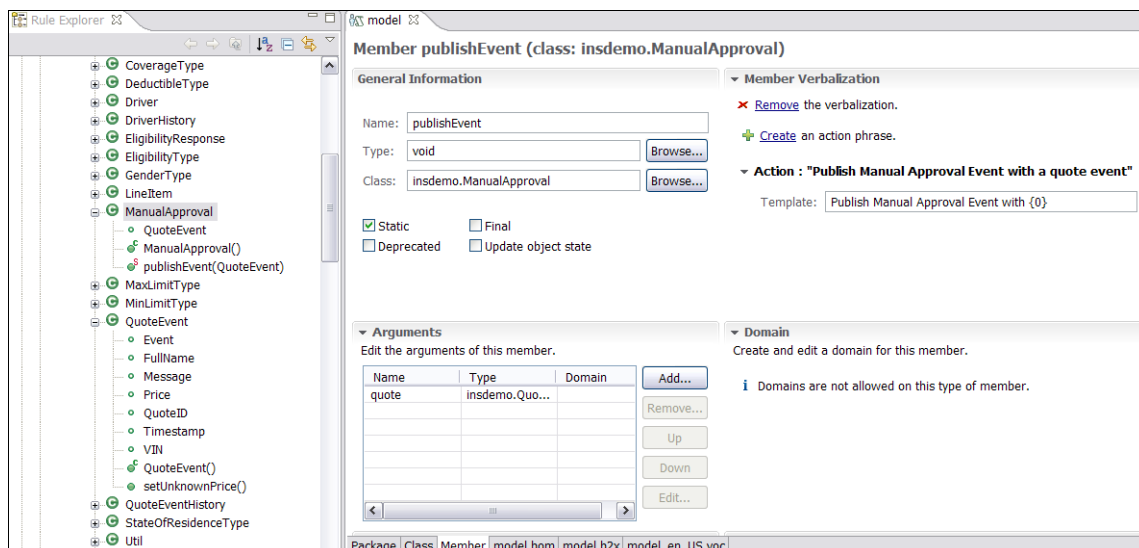 Rule Explorer
CoverageType
DeductibleType
Driver
DriverHistory
EligibilityResponse
EligibilityType
GenderType
LineItem
ManualApproval
QuoteEvent
ManualApproval()
publishEvent(QuoteEvent)
MaxLimitType
MinLimitType
QuoteEvent
Event
FullName
Message
Price
QuoteID
Timestamp
VIN
QuoteEvent()
setUnknownPrice()
QuoteEventHistory
StateOfResidenceType
Util
model
Member publishEvent (class: insdemo.ManualApproval)
General Information
Name: publishEvent
Type: void Browse...
Class: insdemo.ManualApproval Browse...
Static Final
Deprecated Update object state
Member Verbalization
Remove the verbalization.
Create an action phrase.
Action : "Publish Manual Approval Event with a quote event"
Template: Publish Manual Approval Event with {0}
Arguments
Edit the arguments of this member.
Name Type Domain
quote insdemo.Quo...
Add...
Remove...
Up
Down
Edit...
Domain
Create and edit a domain for this member.
Domains are not allowed on this type of member.
Package Class Member model.bom model.b2x model_en_US.voc